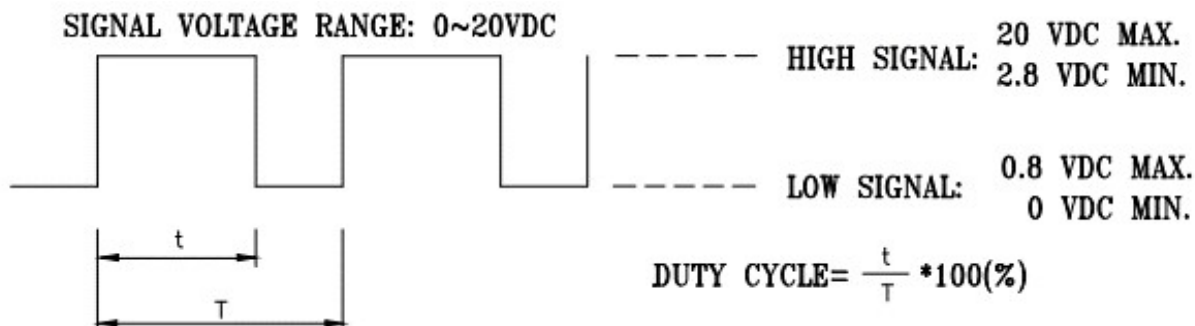 SIGNAL VOLTAGE RANGE: 0~20VDC
HIGH SIGNAL: 20 VDC MAX.
2.8 VDC MIN.
LOW SIGNAL: 0.8 VDC MAX.
0 VDC MIN.
t
T
DUTY CYCLE= t/T *100(%)